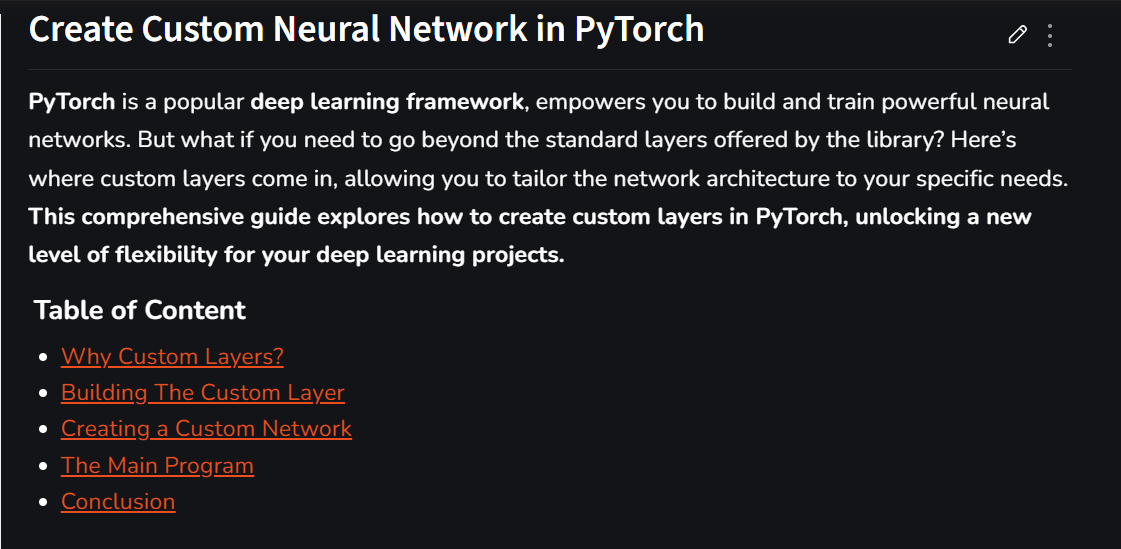 Create Custom Neural Network in PyTorch
PyTorch is a popular deep learning framework, empowers you to build and train powerful neural
networks. But what if you need to go beyond the standard layers offered by the library? Here’s
where custom layers come in, allowing you to tailor the network architecture to your specific needs.
This comprehensive guide explores how to create custom layers in PyTorch, unlocking a new
level of flexibility for your deep learning projects.
Table of Content
Why Custom Layers?
Building The Custom Layer
Creating a Custom Network
The Main Program
Conclusion